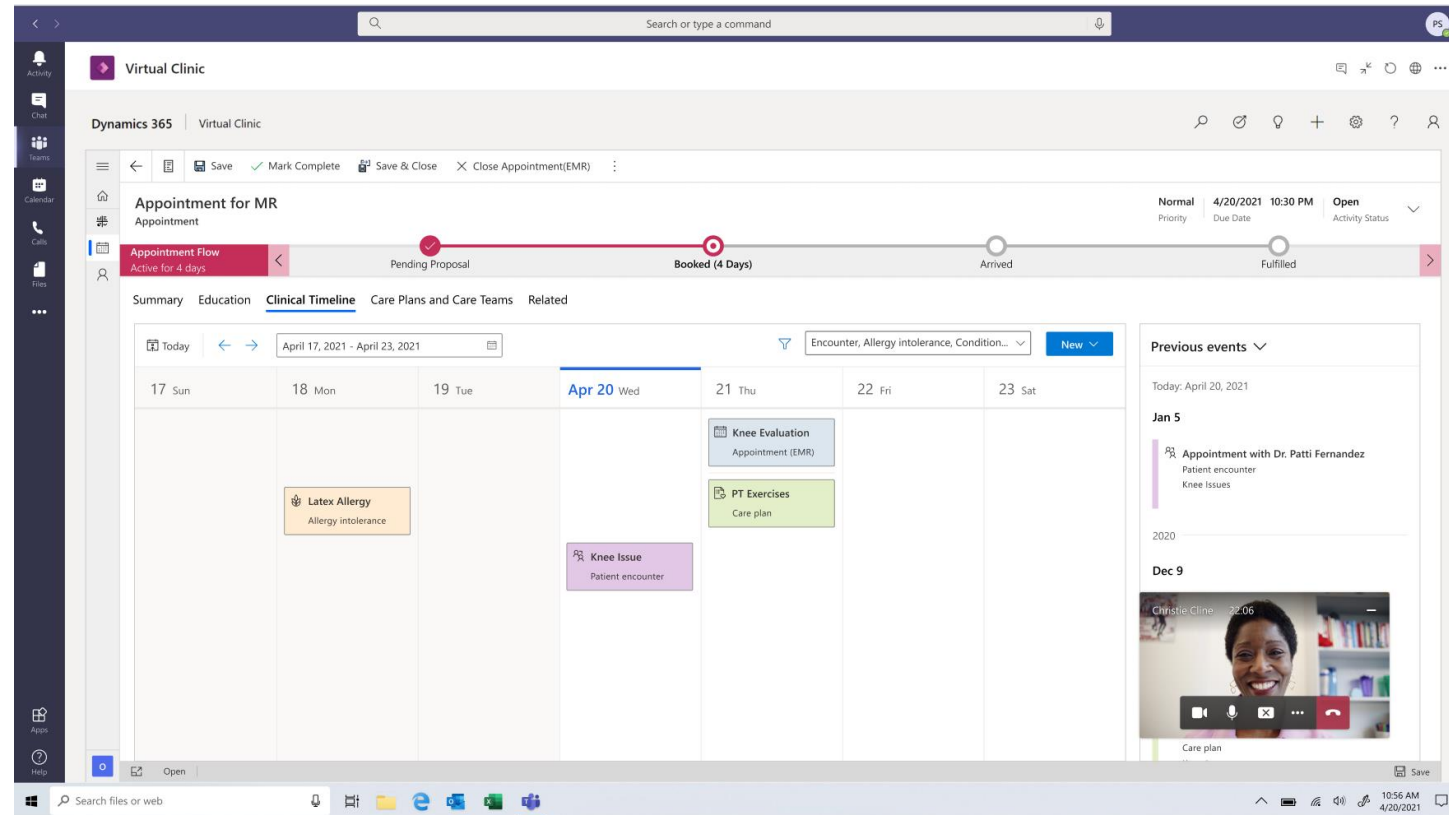 Search or type a command
PS
Activity
Chat
Teams
Calendar
Calls
Files
Apps
Help
Virtual Clinic
Dynamics 365 Virtual Clinic
Save Mark Complete Save & Close Close Appointment(EMR)
Appointment for MR
Appointment
Normal 4/20/2021 10:30 PM Open
Priority Due Date Activity Status
Appointment Flow
Active for 4 days
Pending Proposal Booked (4 Days) Arrived Fulfilled
Summary Education Clinical Timeline Care Plans and Care Teams Related
Today April 17, 2021 - April 23, 2021 Encounter, Allergy intolerance, Condition... New
17 Sun 18 Mon 19 Tue Apr 20 Wed 21 Thu 22 Fri 23 Sat
Knee Evaluation
Appointment (EMR)
PT Exercises
Care plan
Latex Allergy
Allergy intolerance
Knee Issue
Patient encounter
Previous events
Today: April 20, 2021
Jan 5
Appointment with Dr. Patti Fernandez
Patient encounter
Knee Issues
2020
Dec 9
Christie Cline 22:06
Care plan
O
Open Save
Search files or web
10:56 AM
4/20/2021